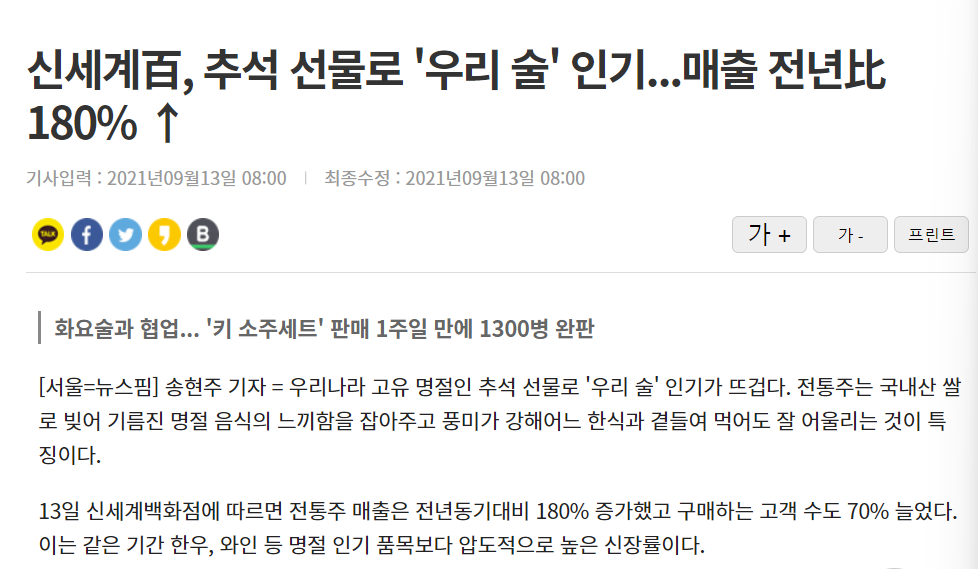 신세계百, 추석 선물로 '우리 술' 인기...매출 전년比
180% ↑
기사입력 : 2021년09월13일 08:00 | 최종수정 : 2021년09월13일 08:00
TALK f B 가 + 가 - 프린트
화요술과 협업... '키 소주세트' 판매 1주일 만에 1300병 완판
[서울=뉴스핌] 송현주 기자 = 우리나라 고유 명절인 추석 선물로 '우리 술' 인기가 뜨겁다. 전통주는 국내산 쌀
로 빚어 기름진 명절 음식의 느끼함을 잡아주고 풍미가 강해어느 한식과 곁들여 먹어도 잘 어울리는 것이 특
징이다.
13일 신세계백화점에 따르면 전통주 매출은 전년동기대비 180% 증가했고 구매하는 고객 수도 70% 늘었다.
이는 같은 기간 한우, 와인 등 명절 인기 품목보다 압도적으로 높은 신장률이다.